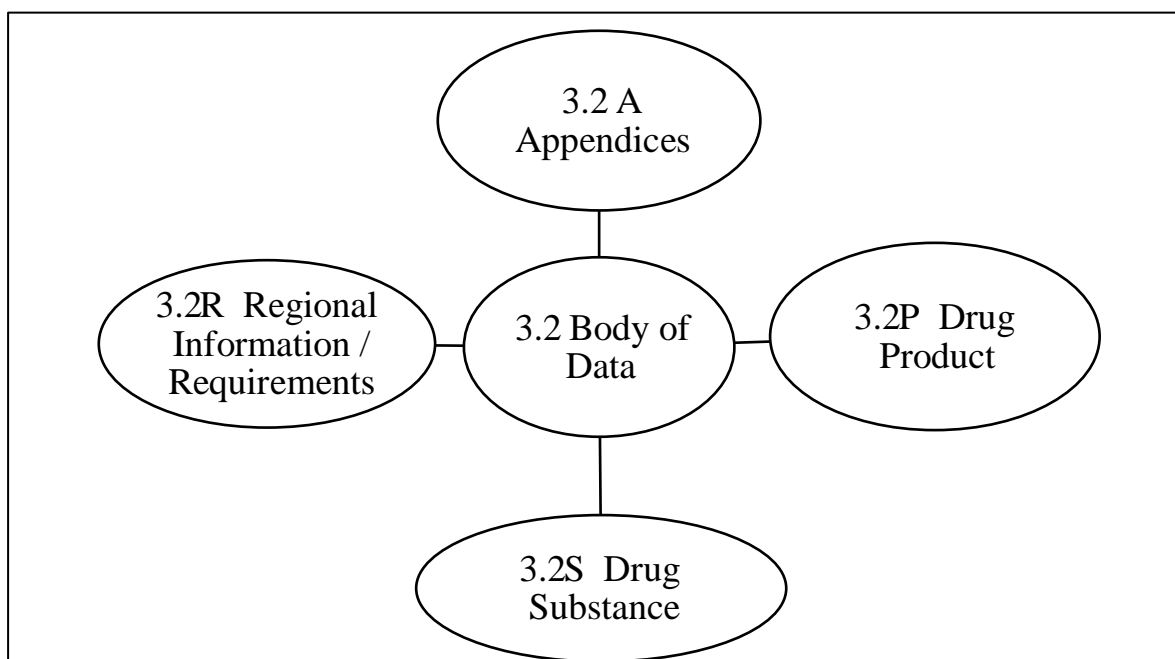 3.2 A
Appendices
3.2R Regional
Information /
Requirements
3.2 Body of
Data
3.2P Drug
Product
3.2S Drug
Substance